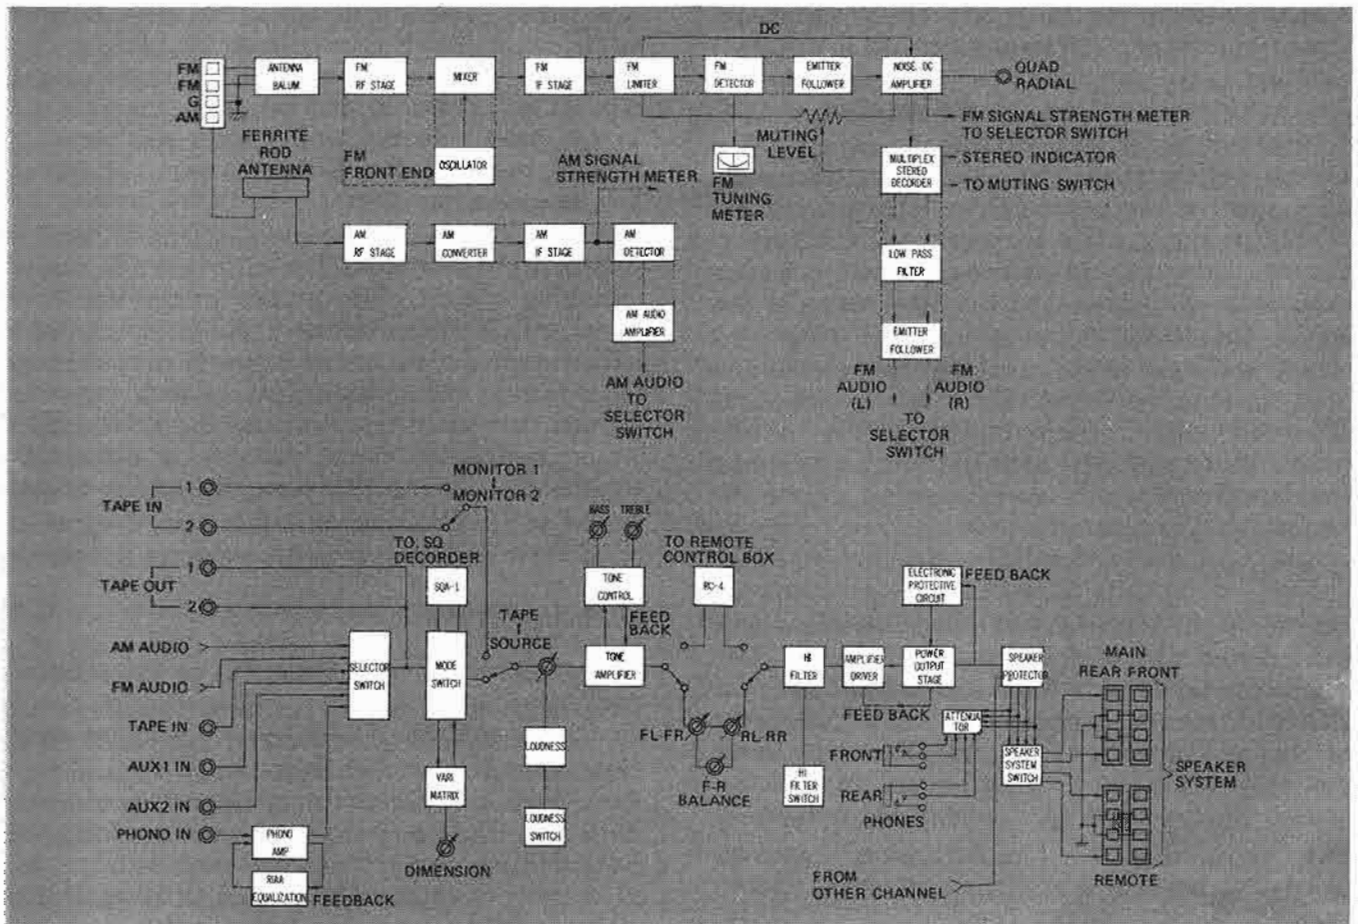 DC
FM
FM
G
AM
ANTENNA
BALUM
FM
RF STAGE
MIXER
FM
IF STAGE
FM
LIMITER
FM
DETECTOR
EMITTER
FOLLOWER
NOISE. DC
AMPLIFIER
QUAD
RADIAL
FM SIGNAL STRENGTH METER
TO SELECTOR SWITCH
FERRITE
ROD
ANTENNA
FM
FRONT END
OSCILLATOR
AM SIGNAL
STRENGTH METER
MUTING
LEVEL
FM
TUNING
METER
MULTIPLEX
STEREO
DECORDER
STEREO INDICATOR
TO MUTING SWITCH
AM
RF STAGE
AM
CONVERTER
AM
IF STAGE
AM
DETECTOR
LOW PASS
FILTER
AM AUDIO
AMPLIFIER
EMITTER
FOLLOWER
AM AUDIO
TO
SELECTOR
SWITCH
FM
AUDIO
(L)
FM
AUDIO
(R)
TO
SELECTOR
SWITCH
TAPE IN
1
2
MONITOR 1
MONITOR 2
TO. SQ
DECORDER
SQA-1
TAPE OUT
1
2
BASS
TREBLE
TONE
CONTROL
FEED
BACK
TO REMOTE
CONTROL BOX
RC-4
ELECTRONIC
PROTECTIVE
CIRCUIT
FEED BACK
TAPE
SOURCE
AM AUDIO
FM AUDIO
TAPE IN
AUX1 IN
AUX2 IN
PHONO IN
SELECTOR
SWITCH
MODE
SWITCH
TONE
AMPLIFIER
HI
FILTER
AMPLIFIER
DRIVER
POWER
OUTPUT
STAGE
SPEAKER
PROTECTOR
MAIN
REAR FRONT
FEED BACK
FL-FR
RL-RR
F-R
BALANCE
LOUDNESS
LOUDNESS
SWITCH
VARI
MATRIX
DIMENSION
HI
FILTER
SWITCH
ATTENUA
TOR
FRONT
REAR
PHONES
SPEAKER
SYSTEM
SWITCH
SPEAKER
SYSTEM
REMOTE
PHONO
AMP
RIAA
EQUALIZATION
FEEDBACK
FROM
OTHER CHANNEL